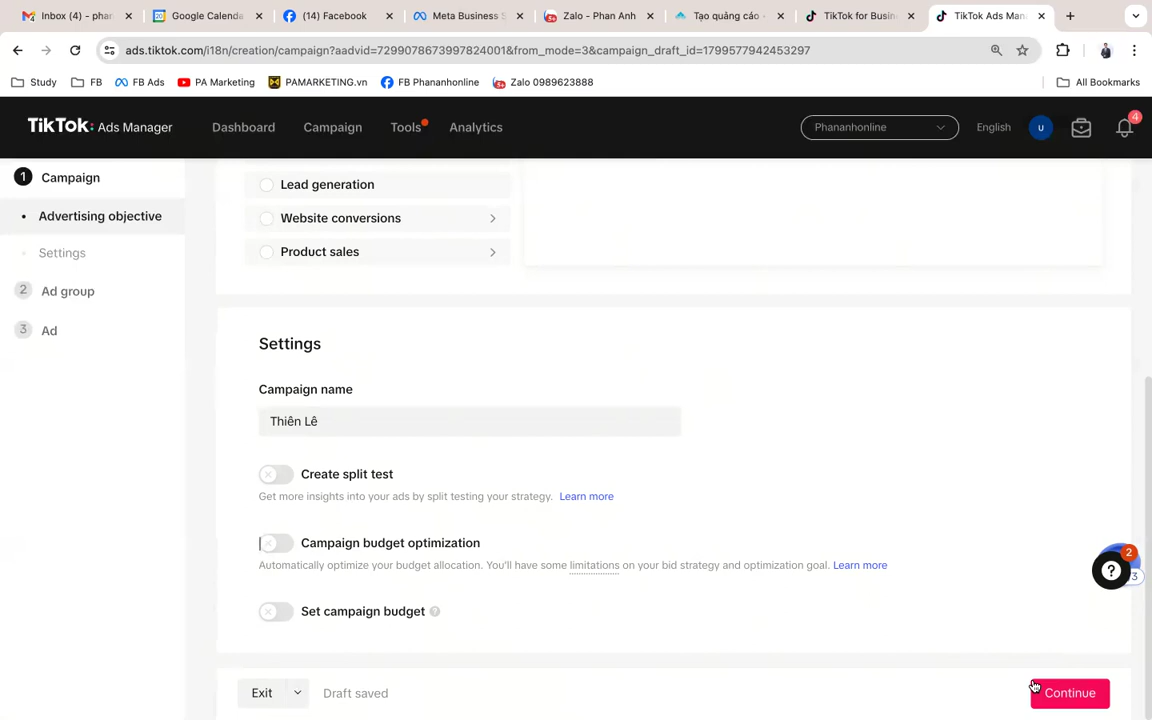 Inbox (4) - phan
Google Calenda
(14) Facebook
Meta Business S
Zalo - Phan Anh
Tạo quảng cáo -
TikTok for Busin
TikTok Ads Man
ads.tiktok.com/i18n/creation/campaign?aadvid=7299078673997824001&from_mode=3&campaign_draft_id=1799577942453297
Study
FB
FB Ads
PA Marketing
PAMARKETING.vn
FB Phananhonline
Zalo 0989623888
All Bookmarks
TikTok: Ads Manager
Dashboard
Campaign
Tools
Analytics
Phananhonline
English
U
4
1 Campaign
Advertising objective
Settings
2 Ad group
3 Ad
Lead generation
Website conversions
Product sales
Settings
Campaign name
Thiên Lê
Create split test
Get more insights into your ads by split testing your strategy. Learn more
Campaign budget optimization
Automatically optimize your budget allocation. You'll have some limitations on your bid strategy and optimization goal. Learn more
Set campaign budget ?
2
?
3
Exit
Draft saved
Continue